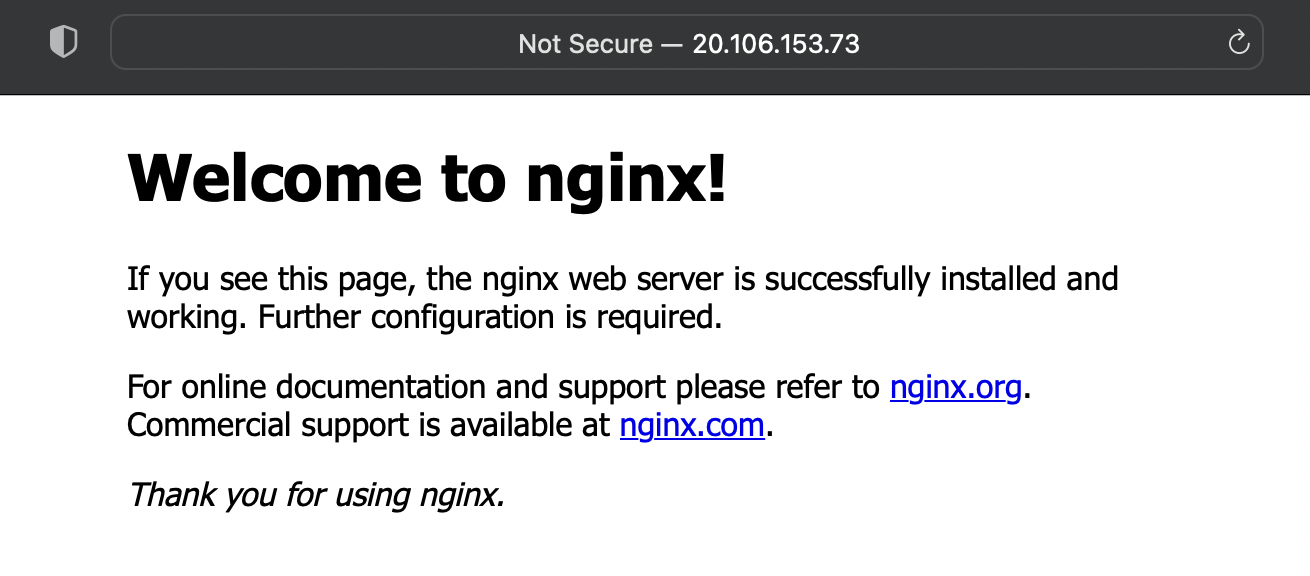 Not Secure — 20.106.153.73
Welcome to nginx!
If you see this page, the nginx web server is successfully installed and
working. Further configuration is required.
For online documentation and support please refer to nginx.org.
Commercial support is available at nginx.com.
Thank you for using nginx.